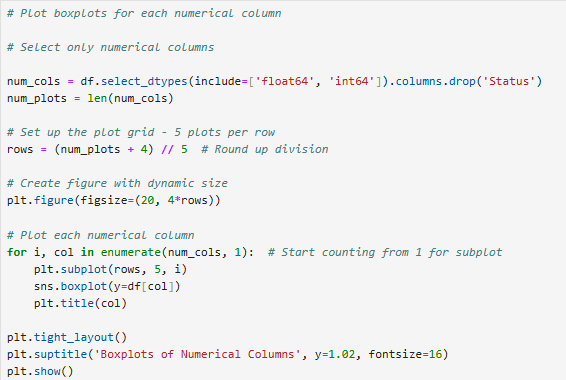 # Plot boxplots for each numerical column
# Select only numerical columns
num_cols = df.select_dtypes(include=['float64', 'int64']).columns.drop('Status')
num_plots = len(num_cols)
# Set up the plot grid - 5 plots per row
rows = (num_plots + 4) // 5  # Round up division
# Create figure with dynamic size
plt.figure(figsize=(20, 4*rows))
# Plot each numerical column
for i, col in enumerate(num_cols, 1):  # Start counting from 1 for subplot
    plt.subplot(rows, 5, i)
    sns.boxplot(y=df[col])
    plt.title(col)
plt.tight_layout()
plt.suptitle('Boxplots of Numerical Columns', y=1.02, fontsize=16)
plt.show()